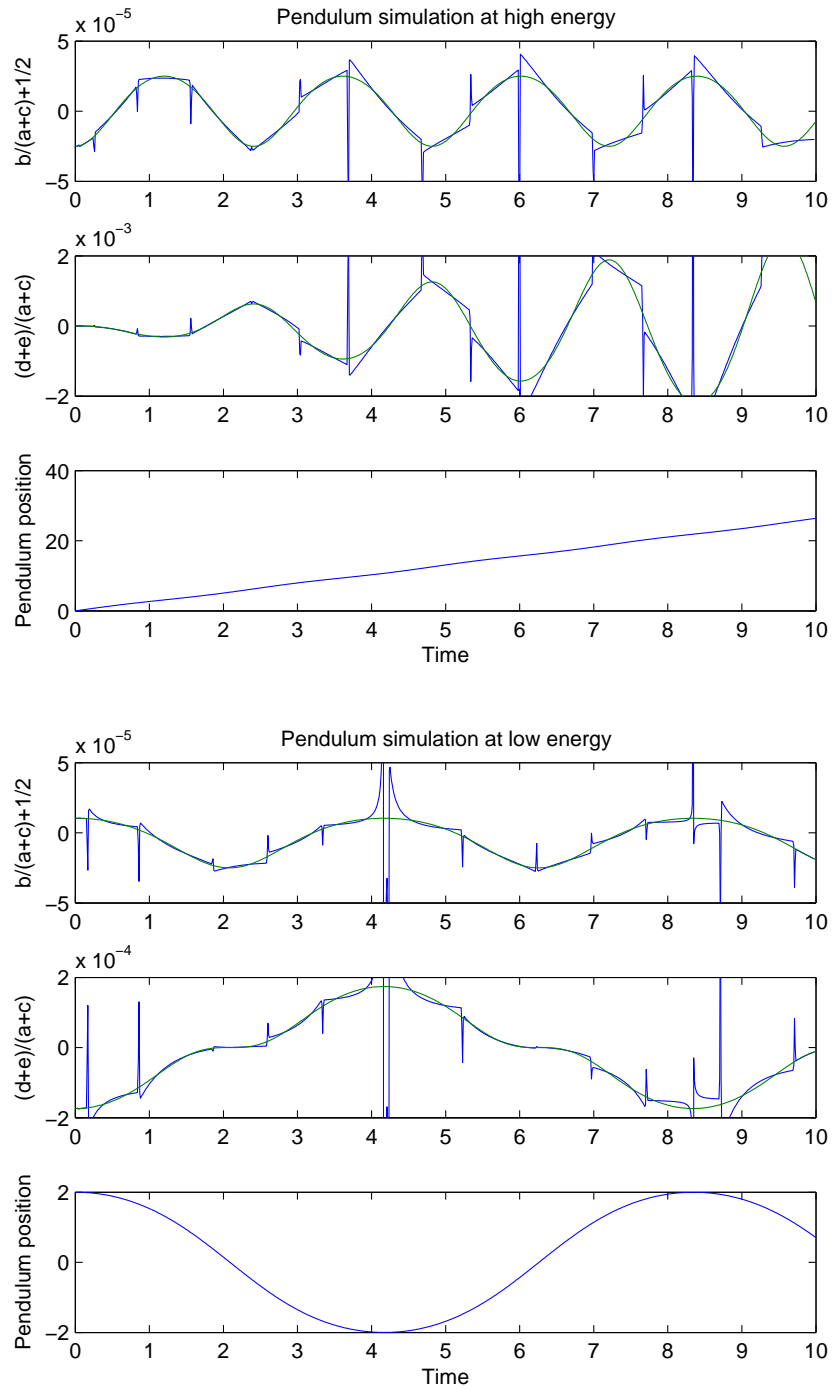 Pendulum simulation at high energy
x 10^−5
b/(a+c)+1/2
5
0
−5
0 1 2 3 4 5 6 7 8 9 10
x 10^−3
(d+e)/(a+c)
2
0
−2
0 1 2 3 4 5 6 7 8 9 10
Pendulum position
40
20
0
0 1 2 3 4 5 6 7 8 9 10
Time
Pendulum simulation at low energy
x 10^−5
b/(a+c)+1/2
5
0
−5
0 1 2 3 4 5 6 7 8 9 10
x 10^−4
(d+e)/(a+c)
2
0
−2
0 1 2 3 4 5 6 7 8 9 10
Pendulum position
2
0
−2
0 1 2 3 4 5 6 7 8 9 10
Time